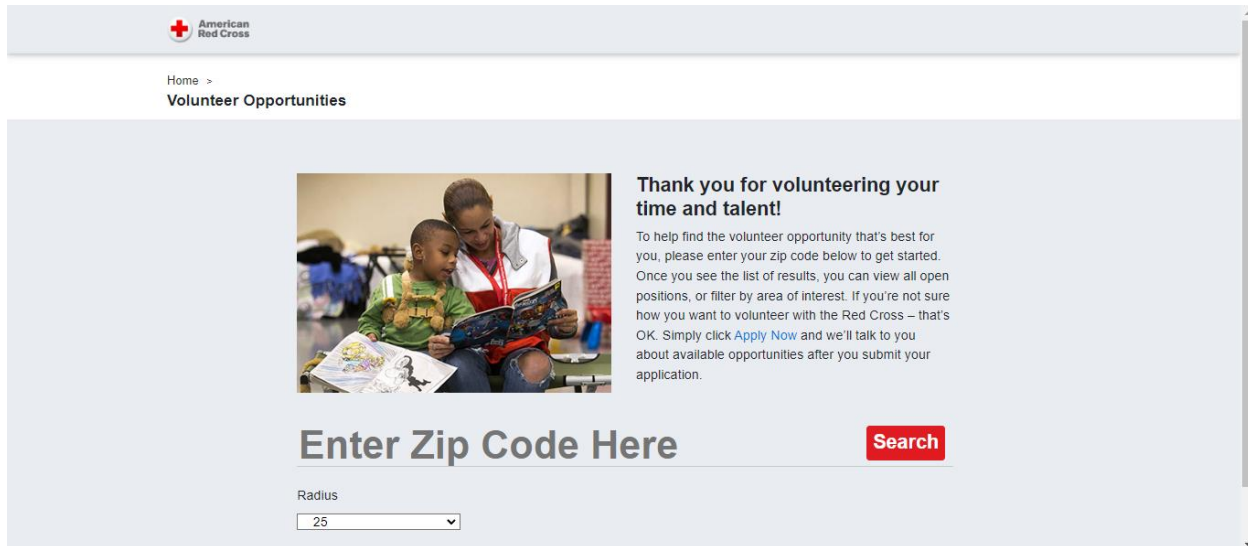 American
Red Cross
Home >
Volunteer Opportunities
Thank you for volunteering your
time and talent!
To help find the volunteer opportunity that's best for
you, please enter your zip code below to get started.
Once you see the list of results, you can view all open
positions, or filter by area of interest. If you're not sure
how you want to volunteer with the Red Cross – that's
OK. Simply click Apply Now and we'll talk to you
about available opportunities after you submit your
application.
Enter Zip Code Here
Search
Radius
25